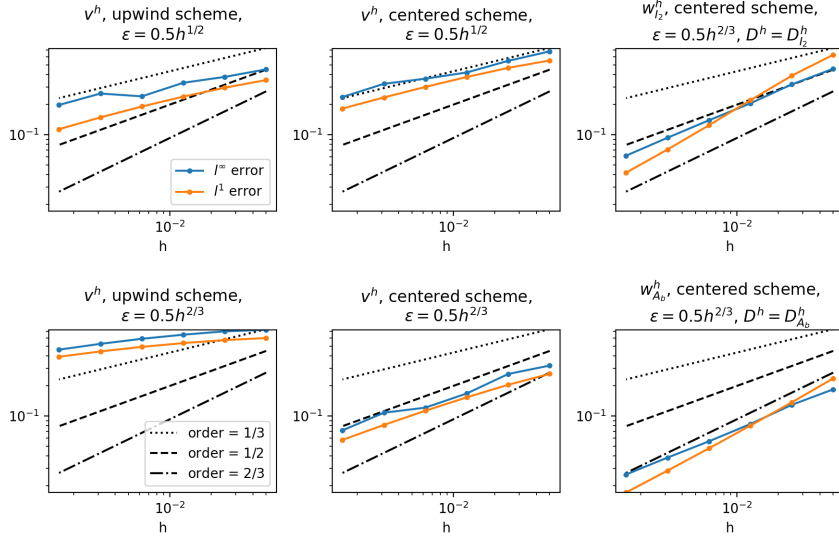 v^h, upwind scheme,
ε = 0.5h^{1/2}
10^{-1}
l^∞ error
l^1 error
10^{-2}
h
v^h, centered scheme,
ε = 0.5h^{1/2}
10^{-1}
10^{-2}
h
w^h_{l_2}, centered scheme,
ε = 0.5h^{2/3}, D^h = D^h_{l_2}
10^{-1}
10^{-2}
h
v^h, upwind scheme,
ε = 0.5h^{2/3}
10^{-1}
order = 1/3
order = 1/2
order = 2/3
10^{-2}
h
v^h, centered scheme,
ε = 0.5h^{2/3}
10^{-1}
10^{-2}
h
w^h_{A_b}, centered scheme,
ε = 0.5h^{2/3}, D^h = D^h_{A_b}
10^{-1}
10^{-2}
h